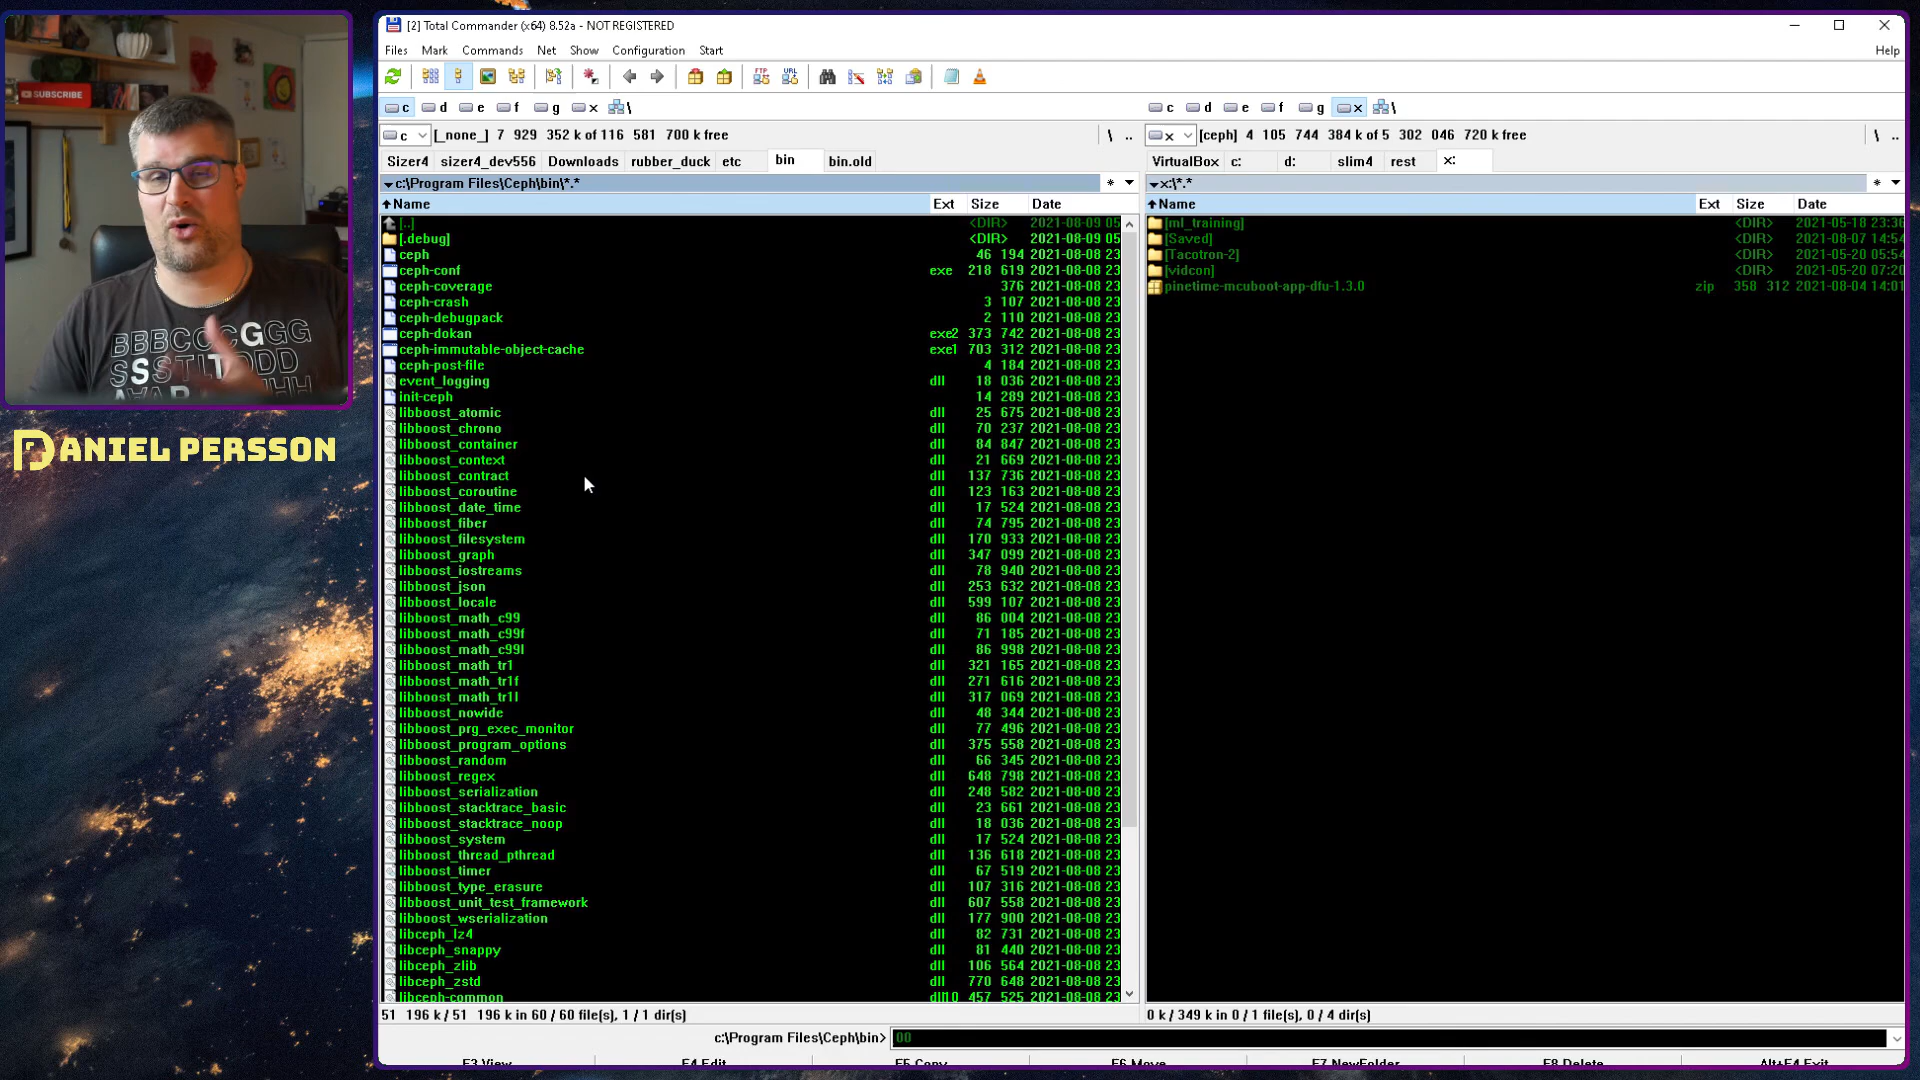 [2] Total Commander (x64) 8.52a - NOT REGISTERED
Files Mark Commands Net Show Configuration Start Help
FTP URL
c d e f g x \ c d e f g x \
c [_none_] 7 929 352 k of 116 581 700 k free \ .. x [ceph] 4 105 744 384 k of 5 302 046 720 k free \ ..
Sizer4 sizer4_dev556 Downloads rubber_duck etc bin bin.old VirtualBox c: d: slim4 rest x:
c:\Program Files\Ceph\bin\*.* * x:\*.* *
Name Ext Size Date Name Ext Size Date
[..] <DIR> 2021-08-09 05 [ml_training] <DIR> 2021-05-18 23:36
[.debug] <DIR> 2021-08-09 05 [Saved] <DIR> 2021-08-07 14:54
ceph 46 194 2021-08-08 23 [Tacotron-2] <DIR> 2021-05-20 05:54
ceph-conf exe 218 619 2021-08-08 23 [vidcon] <DIR> 2021-05-20 07:20
ceph-coverage 376 2021-08-08 23 pinetime-mcuboot-app-dfu-1.3.0 zip 358 312 2021-08-04 14:01
ceph-crash 3 107 2021-08-08 23
ceph-debugpack 2 110 2021-08-08 23
ceph-dokan exe2 373 742 2021-08-08 23
ceph-immutable-object-cache exe1 703 312 2021-08-08 23
ceph-post-file 4 184 2021-08-08 23
event_logging dll 18 036 2021-08-08 23
init-ceph 14 289 2021-08-08 23
libboost_atomic dll 25 675 2021-08-08 23
libboost_chrono dll 70 237 2021-08-08 23
libboost_container dll 84 847 2021-08-08 23
libboost_context dll 21 669 2021-08-08 23
libboost_contract dll 137 736 2021-08-08 23
libboost_coroutine dll 123 163 2021-08-08 23
libboost_date_time dll 17 524 2021-08-08 23
libboost_fiber dll 74 795 2021-08-08 23
libboost_filesystem dll 170 933 2021-08-08 23
libboost_graph dll 347 099 2021-08-08 23
libboost_iostreams dll 78 940 2021-08-08 23
libboost_json dll 253 632 2021-08-08 23
libboost_locale dll 599 107 2021-08-08 23
libboost_math_c99 dll 86 004 2021-08-08 23
libboost_math_c99f dll 71 185 2021-08-08 23
libboost_math_c99l dll 86 998 2021-08-08 23
libboost_math_tr1 dll 321 165 2021-08-08 23
libboost_math_tr1f dll 271 616 2021-08-08 23
libboost_math_tr1l dll 317 069 2021-08-08 23
libboost_nowide dll 48 344 2021-08-08 23
libboost_prg_exec_monitor dll 77 496 2021-08-08 23
libboost_program_options dll 375 558 2021-08-08 23
libboost_random dll 66 345 2021-08-08 23
libboost_regex dll 648 798 2021-08-08 23
libboost_serialization dll 248 582 2021-08-08 23
libboost_stacktrace_basic dll 23 661 2021-08-08 23
libboost_stacktrace_noop dll 18 036 2021-08-08 23
libboost_system dll 17 524 2021-08-08 23
libboost_thread_pthread dll 136 618 2021-08-08 23
libboost_timer dll 67 519 2021-08-08 23
libboost_type_erasure dll 107 316 2021-08-08 23
libboost_unit_test_framework dll 607 558 2021-08-08 23
libboost_wserialization dll 177 900 2021-08-08 23
libceph_lz4 dll 82 731 2021-08-08 23
libceph_snappy dll 81 440 2021-08-08 23
libceph_zlib dll 106 564 2021-08-08 23
libceph_zstd dll 770 648 2021-08-08 23
libceph-common dll10 457 525 2021-08-08 23
51 196 k / 51 196 k in 60 / 60 file(s), 1 / 1 dir(s) 0 k / 349 k in 0 / 1 file(s), 0 / 4 dir(s)
c:\Program Files\Ceph\bin> 00
F3 View F4 Edit F5 Copy F6 Move F7 NewFolder F8 Delete Alt+F4 Exit
SUBSCRIBE
BBBCCCGGG
SSSTLTDDD
DANIEL PERSSON